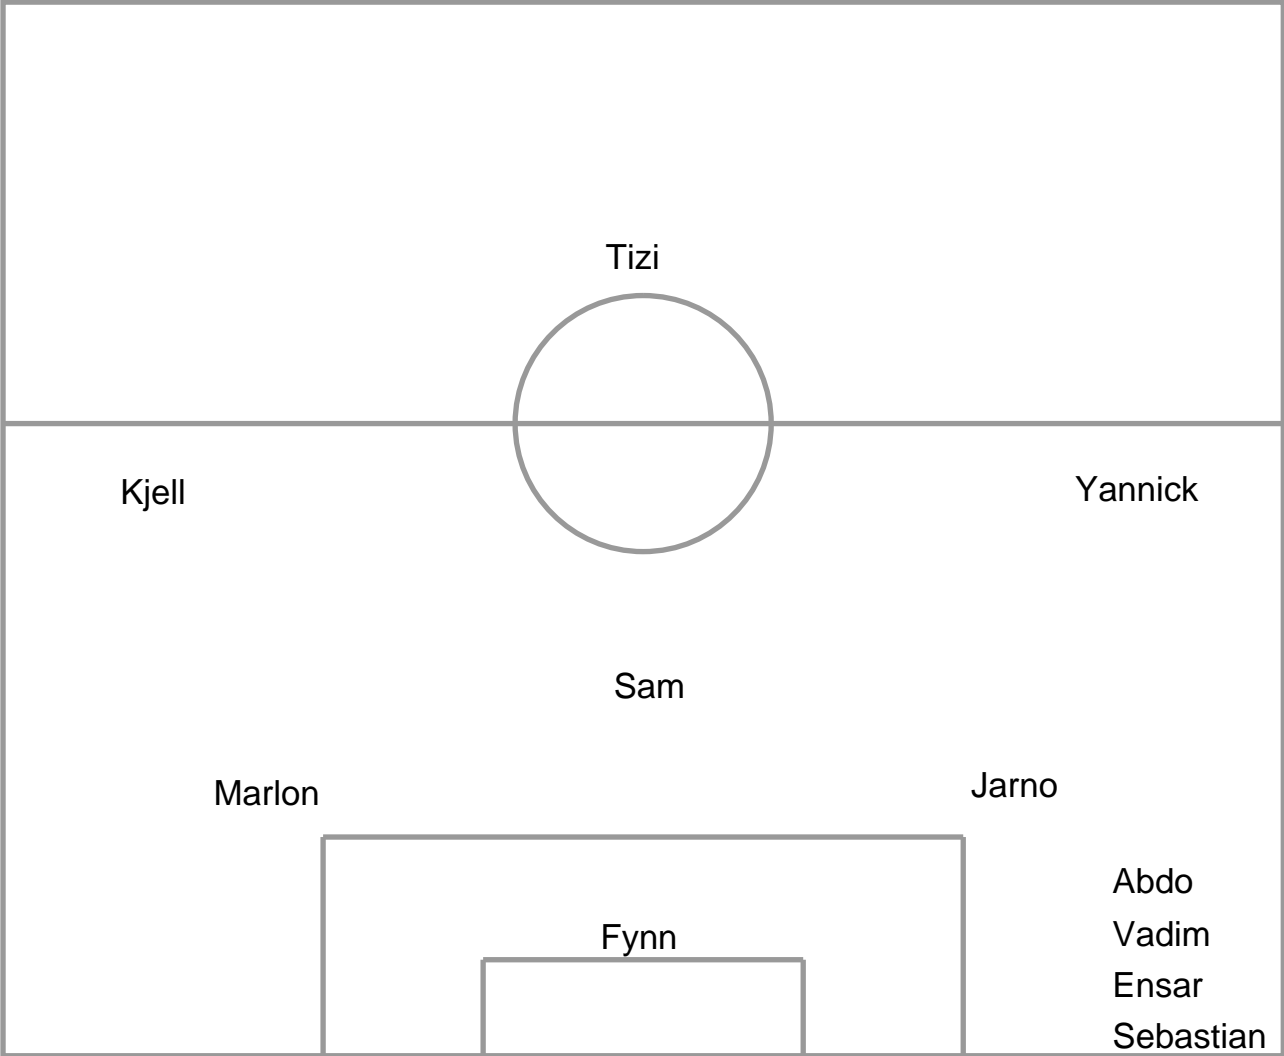 Tizi
Kjell
Yannick
Sam
Marlon
Jarno
Abdo
Fynn
Vadim
Ensar
Sebastian